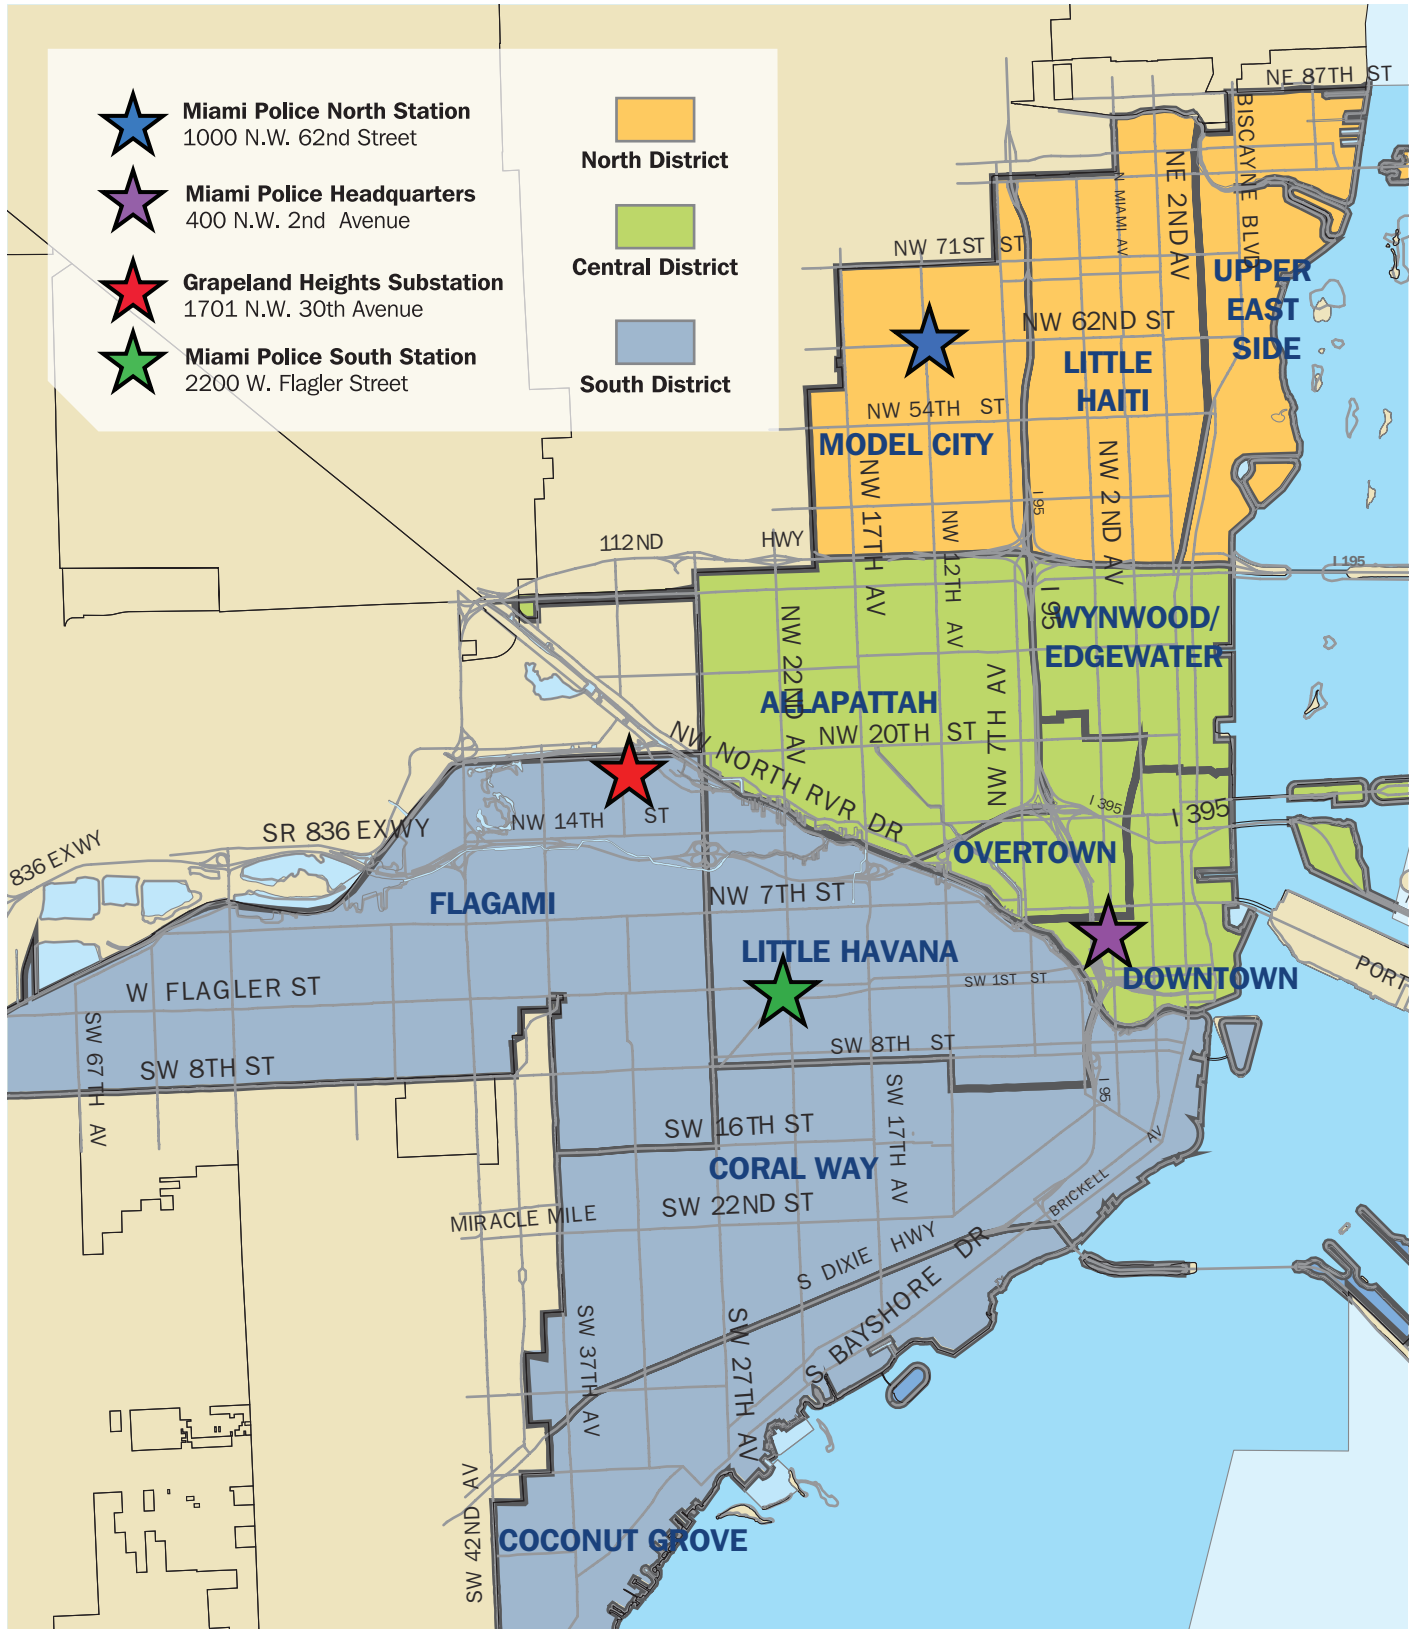 Miami Police North Station
1000 N.W. 62nd Street
Miami Police Headquarters
400 N.W. 2nd Avenue
Grapeland Heights Substation
1701 N.W. 30th Avenue
Miami Police South Station
2200 W. Flagler Street
North District
Central District
South District
NE 87TH ST
BISCAYNE BLVD
NE 2ND AV
N MIAMI AV
NW 71ST ST
UPPER
EAST
SIDE
NW 62ND ST
LITTLE
HAITI
NW 54TH ST
MODEL CITY
NW 17TH AV
NW 12TH AV
NW 2ND AV
I 95
112ND HWY
I 195
I 95
WYNWOOD/
EDGEWATER
NW 22ND AV
ALLAPATTAH
NW 7TH AV
NW 20TH ST
NW NORTH RVR DR
I 395
I 395
NW 14TH ST
SR 836 EXWY
836 EXWY
OVERTOWN
FLAGAMI
NW 7TH ST
LITTLE HAVANA
DOWNTOWN
PORT
W FLAGLER ST
SW 1ST ST
SW 67TH AV
SW 8TH ST
SW 8TH ST
I 95
SW 17TH AV
SW 16TH ST
AV
CORAL WAY
BRICKELL
SW 22ND ST
MIRACLE MILE
S DIXIE HWY
S BAYSHORE DR
SW 37TH AV
SW 27TH AV
SW 42ND AV
COCONUT GROVE